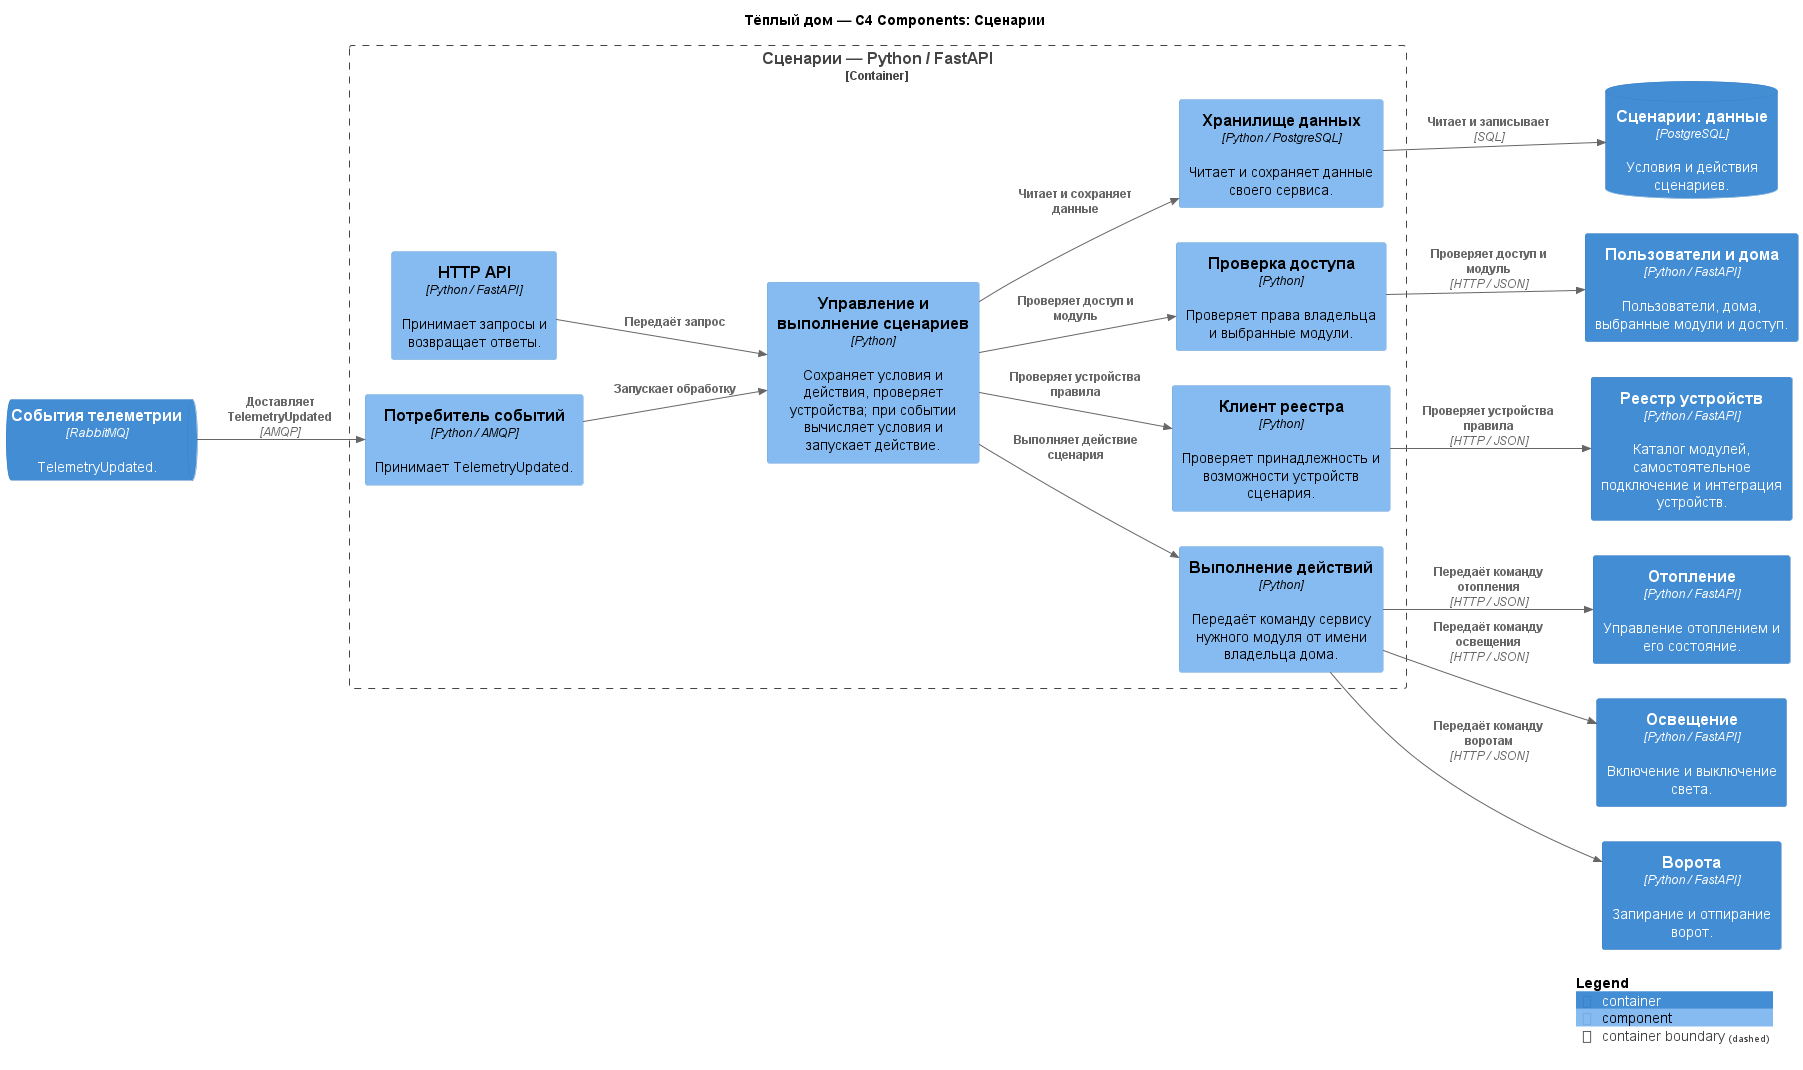 Тёплый дом — C4 Components: Сценарии
Сценарии — Python / FastAPI
[Container]
События телеметрии
[RabbitMQ]
TelemetryUpdated.
Доставляет
TelemetryUpdated
[AMQP]
HTTP API
[Python / FastAPI]
Принимает запросы и
возвращает ответы.
Потребитель событий
[Python / AMQP]
Принимает TelemetryUpdated.
Передаёт запрос
Запускает обработку
Управление и
выполнение сценариев
[Python]
Сохраняет условия и
действия, проверяет
устройства; при событии
вычисляет условия и
запускает действие.
Читает и сохраняет
данные
Проверяет доступ и
модуль
Проверяет устройства
правила
Выполняет действие
сценария
Хранилище данных
[Python / PostgreSQL]
Читает и сохраняет данные
своего сервиса.
Проверка доступа
[Python]
Проверяет права владельца
и выбранные модули.
Клиент реестра
[Python]
Проверяет принадлежность и
возможности устройств
сценария.
Выполнение действий
[Python]
Передаёт команду сервису
нужного модуля от имени
владельца дома.
Читает и записывает
[SQL]
Проверяет доступ и
модуль
[HTTP / JSON]
Проверяет устройства
правила
[HTTP / JSON]
Передаёт команду
отопления
[HTTP / JSON]
Передаёт команду
освещения
[HTTP / JSON]
Передаёт команду
воротам
[HTTP / JSON]
Сценарии: данные
[PostgreSQL]
Условия и действия
сценариев.
Пользователи и дома
[Python / FastAPI]
Пользователи, дома,
выбранные модули и доступ.
Реестр устройств
[Python / FastAPI]
Каталог модулей,
самостоятельное
подключение и интеграция
устройств.
Отопление
[Python / FastAPI]
Управление отоплением и
его состояние.
Освещение
[Python / FastAPI]
Включение и выключение
света.
Ворота
[Python / FastAPI]
Запирание и отпирание
ворот.
Legend
container
component
container boundary (dashed)